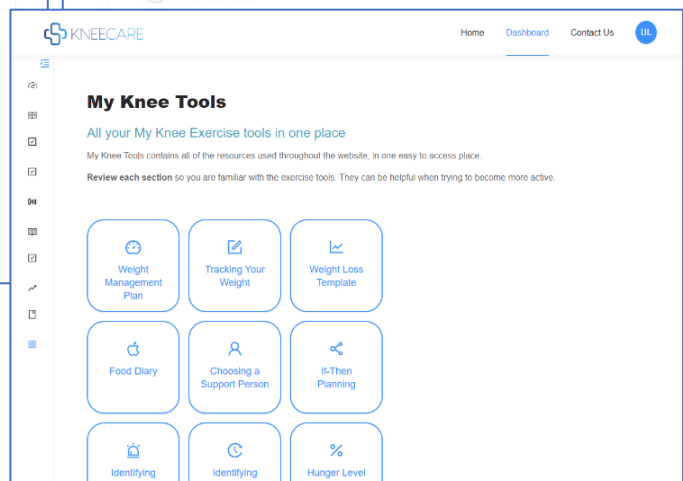 KNEECARE
Home Dashboard Contact Us BL
My Knee Tools
All your My Knee Exercise tools in one place
My Knee Tools contains all of the resources used throughout the website, in one easy to access place.
Review each section so you are familiar with the exercise tools. They can be helpful when trying to become more active.
Weight
Management
Plan
Tracking Your
Weight
Weight Loss
Template
Food Diary
Choosing a
Support Person
If-Then
Planning
Identifying
Identifying
Hunger Level